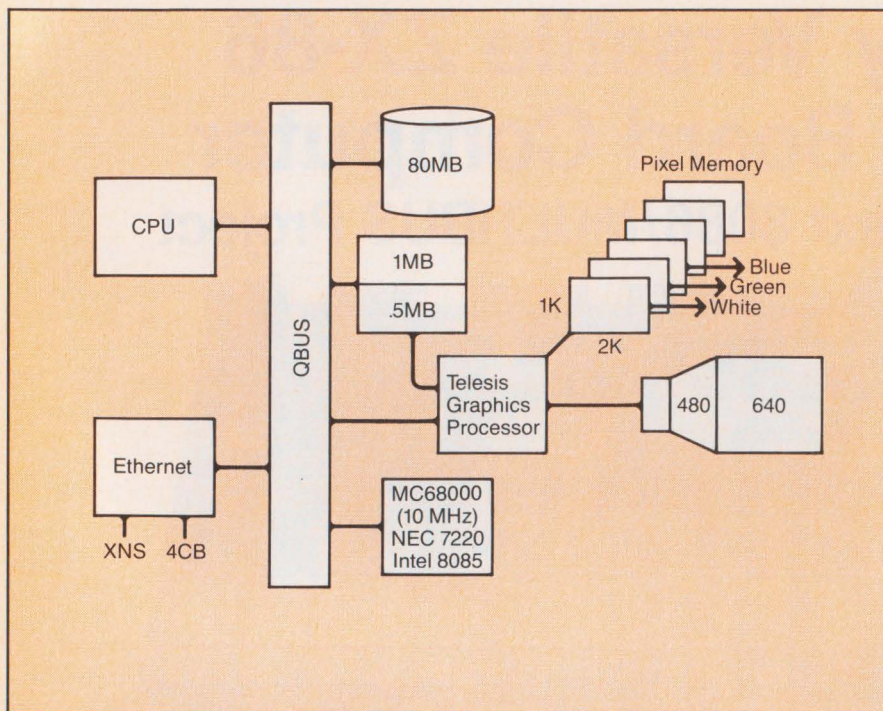 80MB
Pixel Memory
CPU
QBUS
1MB
.5MB
Blue
Green
White
1K
2K
Telesis
Graphics
Processor
480
640
Ethernet
XNS
4CB
MC68000
(10 MHz)
NEC 7220
Intel 8085